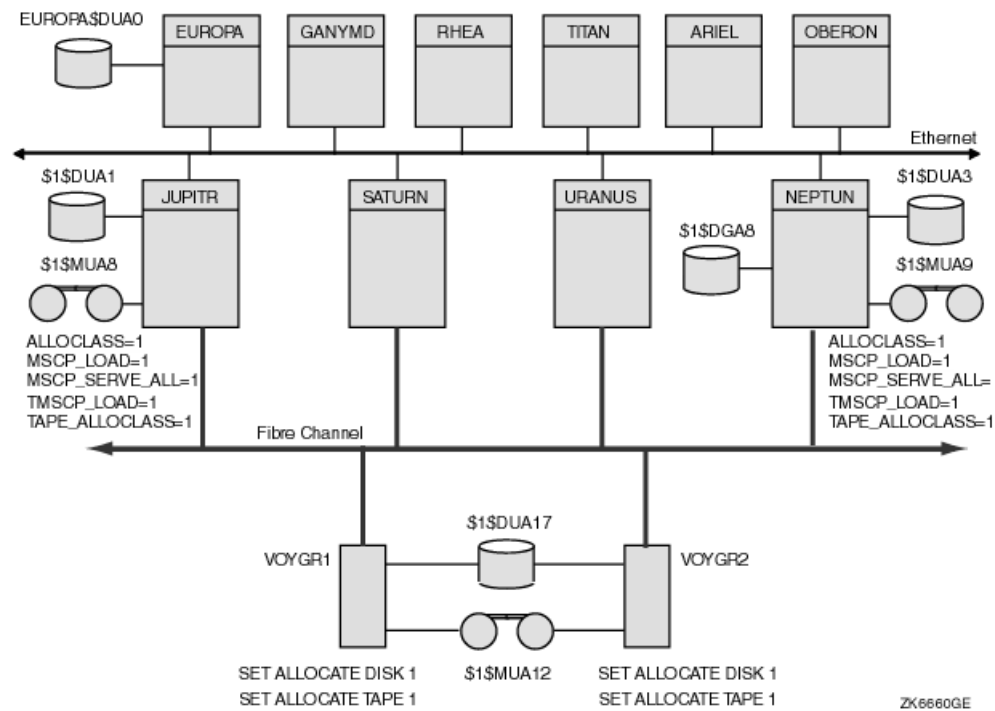 EUROPA$DUA0
EUROPA
GANYMD
RHEA
TITAN
ARIEL
OBERON
Ethernet
$1$DUA1
JUPITR
SATURN
URANUS
NEPTUN
$1$DUA3
$1$DGA8
$1$MUA8
$1$MUA9
ALLOCLASS=1
MSCP_LOAD=1
MSCP_SERVE_ALL=1
TMSCP_LOAD=1
TAPE_ALLOCLASS=1
ALLOCLASS=1
MSCP_LOAD=1
MSCP_SERVE_ALL=
TMSCP_LOAD=1
TAPE_ALLOCLASS=1
Fibre Channel
$1$DUA17
VOYGR1
VOYGR2
$1$MUA12
SET ALLOCATE DISK 1
SET ALLOCATE TAPE 1
SET ALLOCATE DISK 1
SET ALLOCATE TAPE 1
ZK6660GE